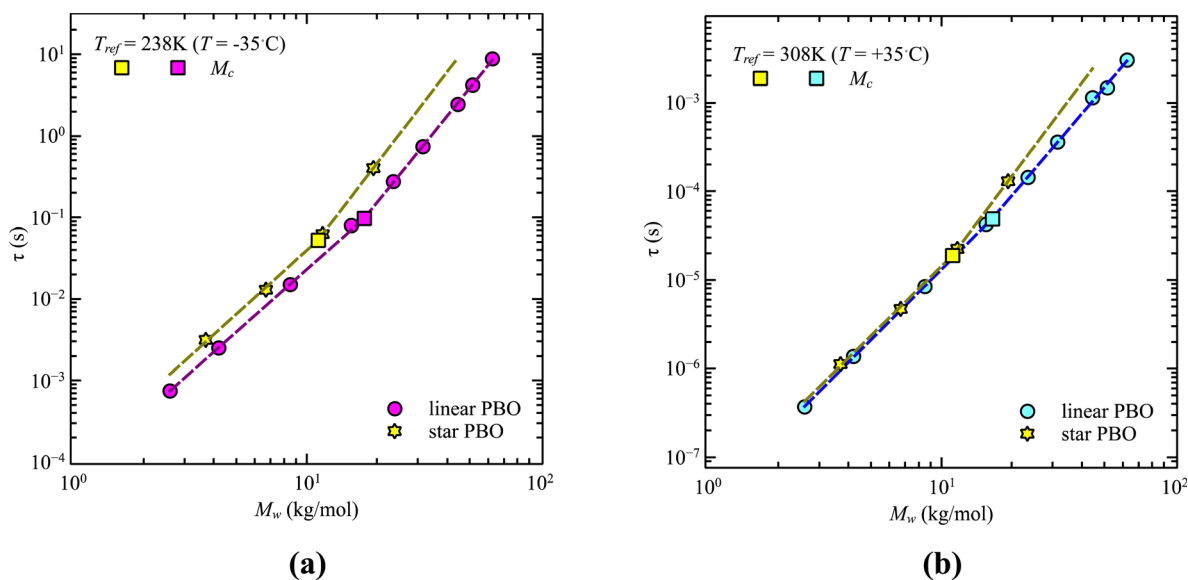 T_ref = 238K (T = -35°C)
M_c
10^1
10^0
10^-1
10^-2
10^-3
10^-4
τ (s)
linear PBO
star PBO
10^0
10^1
10^2
M_w (kg/mol)
(a)
T_ref = 308K (T = +35°C)
M_c
10^-3
10^-4
10^-5
10^-6
10^-7
τ (s)
linear PBO
star PBO
10^0
10^1
10^2
M_w (kg/mol)
(b)